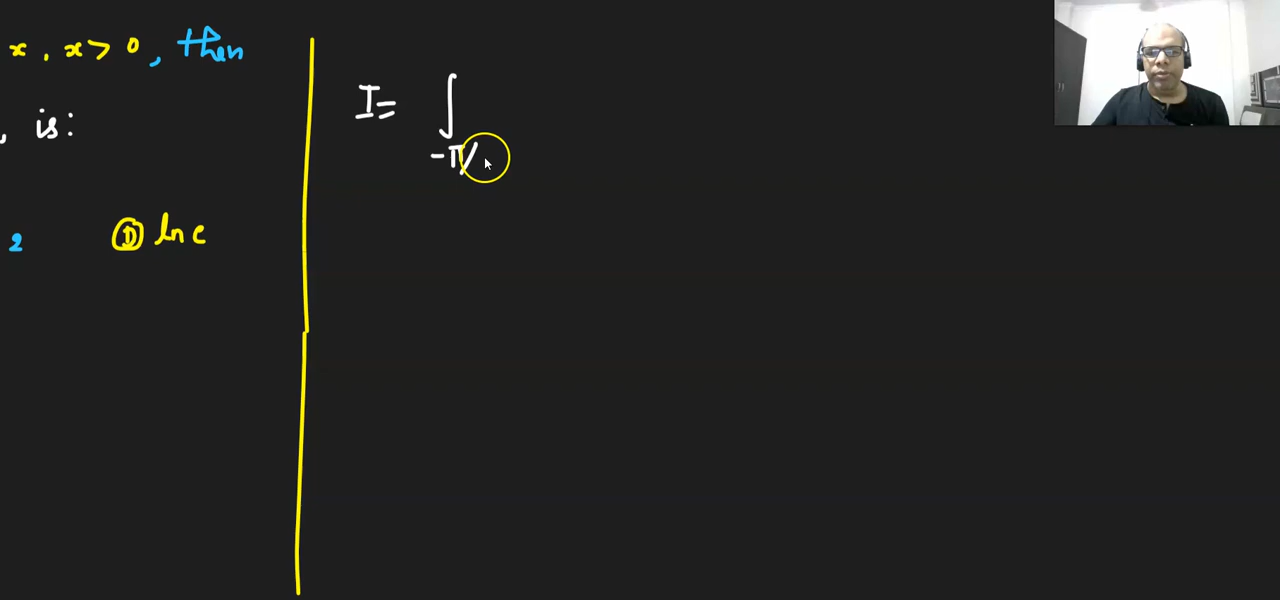 x, x > 0, then
, is:
2 Ⓓ ln e
I = ∫
-π/